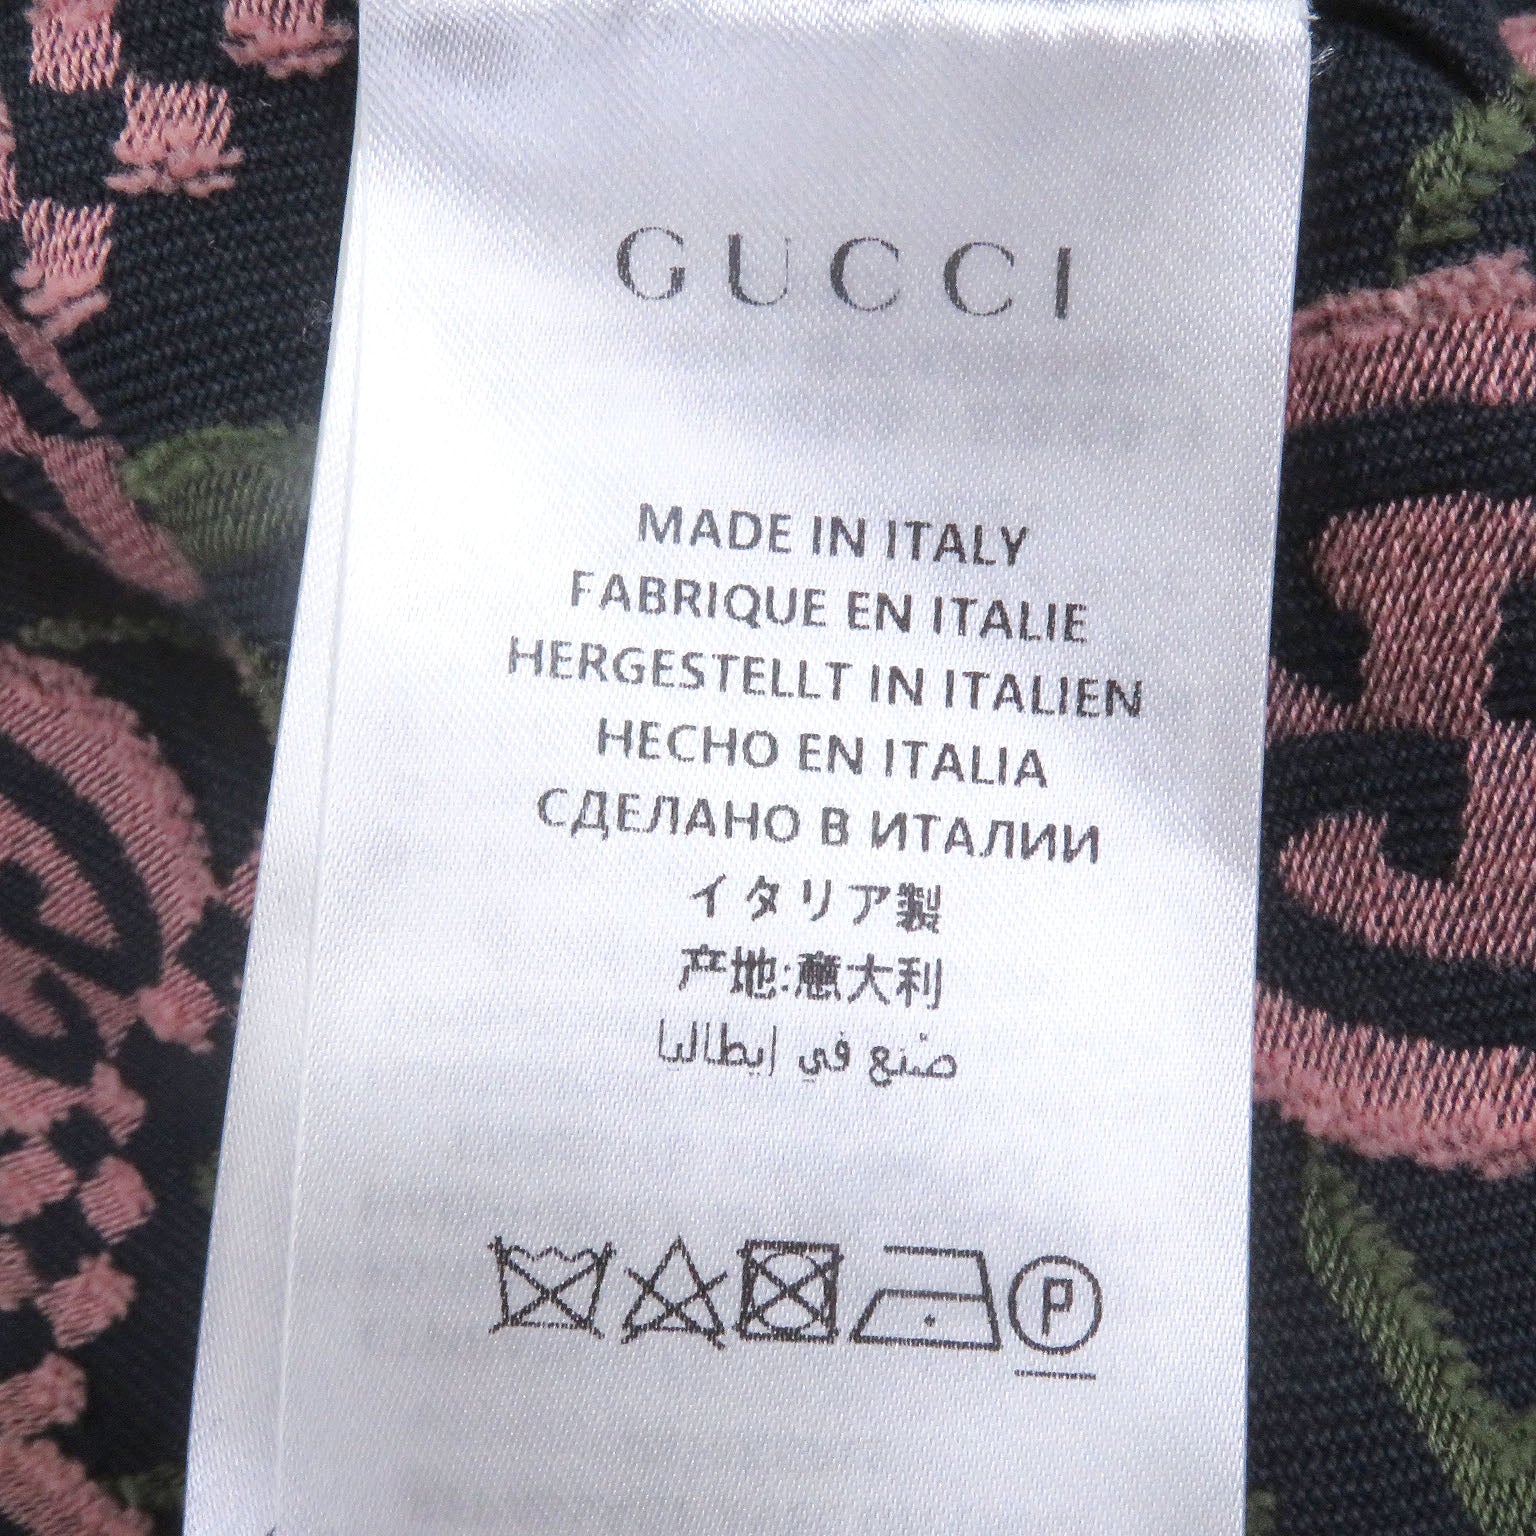 GUCCI
MADE IN ITALY
FABRIQUE EN ITALIE
HERGESTELLT IN ITALIEN
HECHO EN ITALIA
СДЕЛАНО В ИТАЛИИ
イタリア製
产地:意大利
صنع في إيطاليا
P